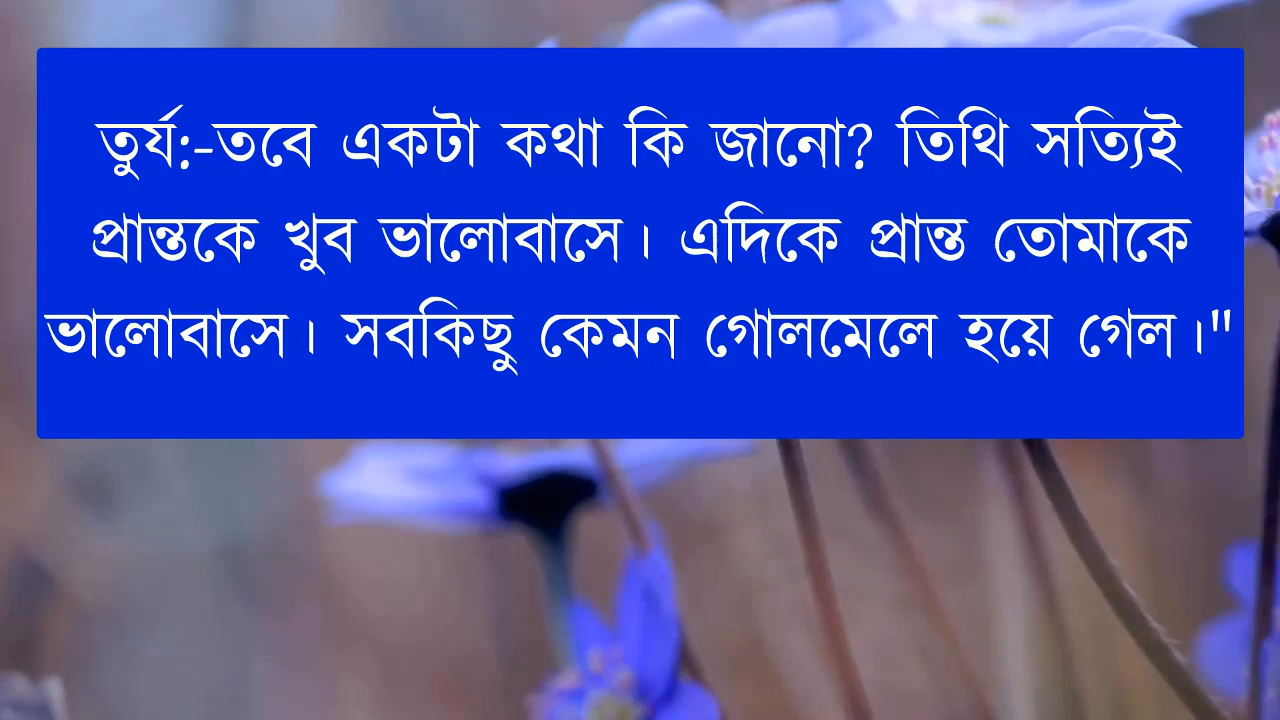 তুর্য:-তবে একটা কথা কি জানো? তিথি সত্যিই
প্রান্তকে খুব ভালোবাসে। এদিকে প্রান্ত তোমাকে
ভালোবাসে। সবকিছু কেমন গোলমেলে হয়ে গেল।"